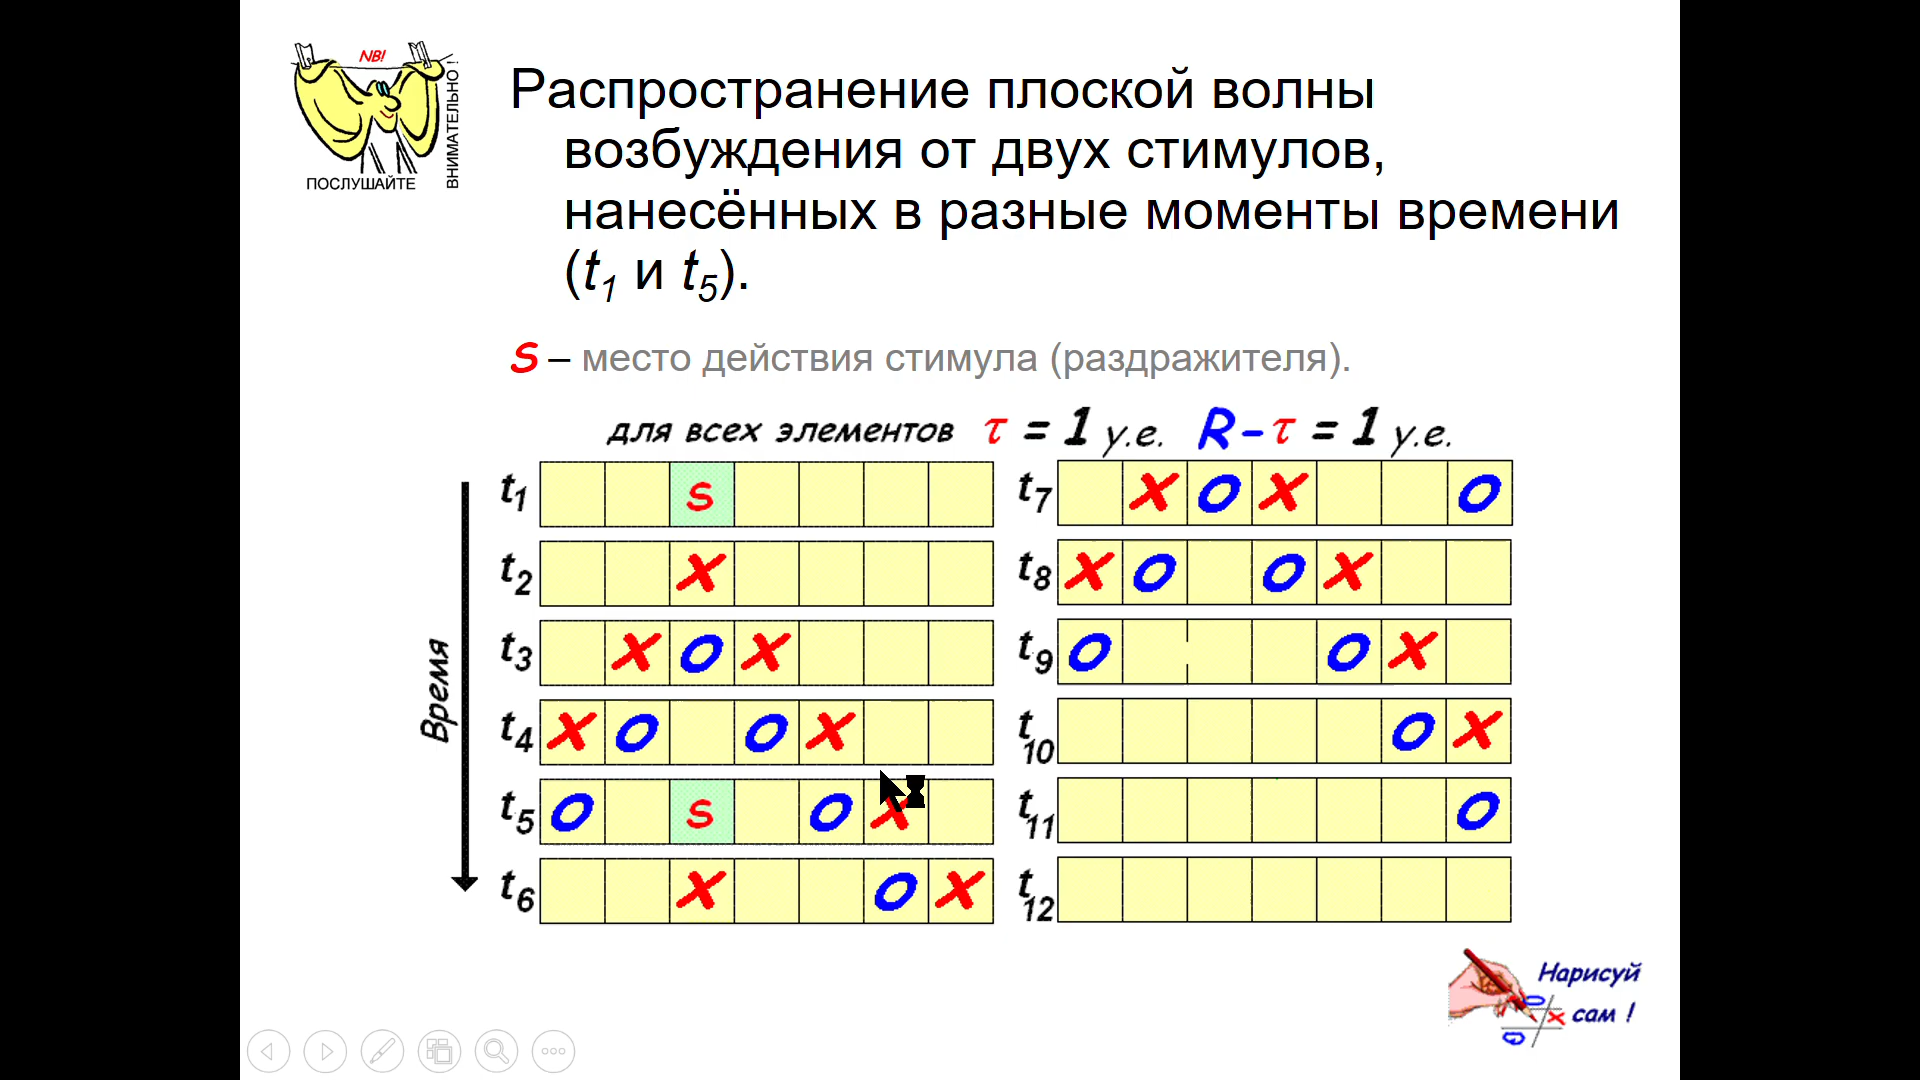 NB!
ПОСЛУШАЙТЕ
ВНИМАТЕЛЬНО !
Распространение плоской волны
возбуждения от двух стимулов,
нанесённых в разные моменты времени
(t1 и t5).
S – место действия стимула (раздражителя).
для всех элементов τ = 1 у.е. R-τ = 1 у.е.
Время
t1 S
t2 X
t3 X O X
t4 X O O X
t5 O S O X
t6 X O X
t7 X O X O
t8 X O O X
t9 O O X
t10 O X
t11 O
t12
Нарисуй
сам !